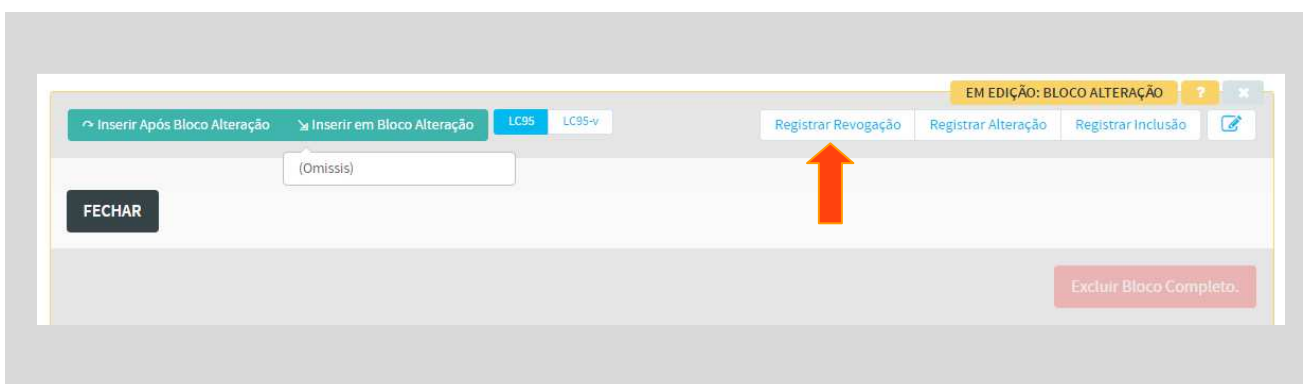 EM EDIÇÃO: BLOCO ALTERAÇÃO ? ×
Inserir Após Bloco Alteração Inserir em Bloco Alteração LC95 LC95-v Registrar Revogação Registrar Alteração Registrar Inclusão
(Omissis)
FECHAR
Excluir Bloco Completo.